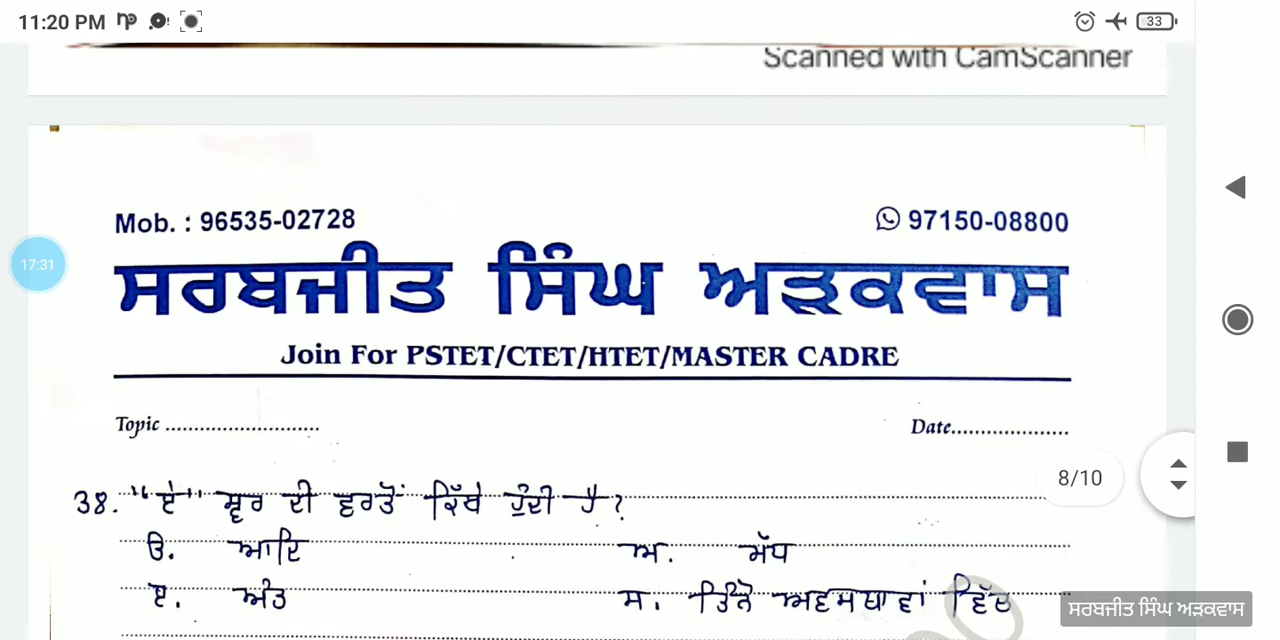 11:20 PM 33
Scanned with CamScanner
Mob. : 96535-02728 97150-08800
ਸਰਬਜੀਤ ਸਿੰਘ ਅੜਕਵਾਸ
Join For PSTET/CTET/HTET/MASTER CADRE
17:31
Topic ........................... Date....................
8/10
38. "ਏ" ਸ੍ਵਰ ਦੀ ਵਰਤੋਂ ਕਿੱਥੇ ਹੁੰਦੀ ਹੈ?
ੳ. ਆਦਿ ਅ. ਮੱਧ
ੲ. ਅੰਤ ਸ. ਤਿੰਨੋ ਅਵਸਥਾਵਾਂ ਵਿੱਚ
ਸਰਬਜੀਤ ਸਿੰਘ ਅੜਕਵਾਸ